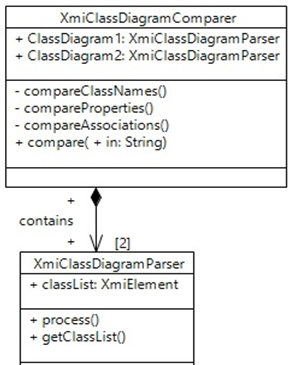 XmiClassDiagramComparer
+ ClassDiagram1: XmiClassDiagramParser
+ ClassDiagram2: XmiClassDiagramParser
- compareClassNames()
- compareProperties()
- compareAssociations()
+ compare( + in: String)
+
contains
+ [2]
XmiClassDiagramParser
+ classList: XmiElement
+ process()
+ getClassList()